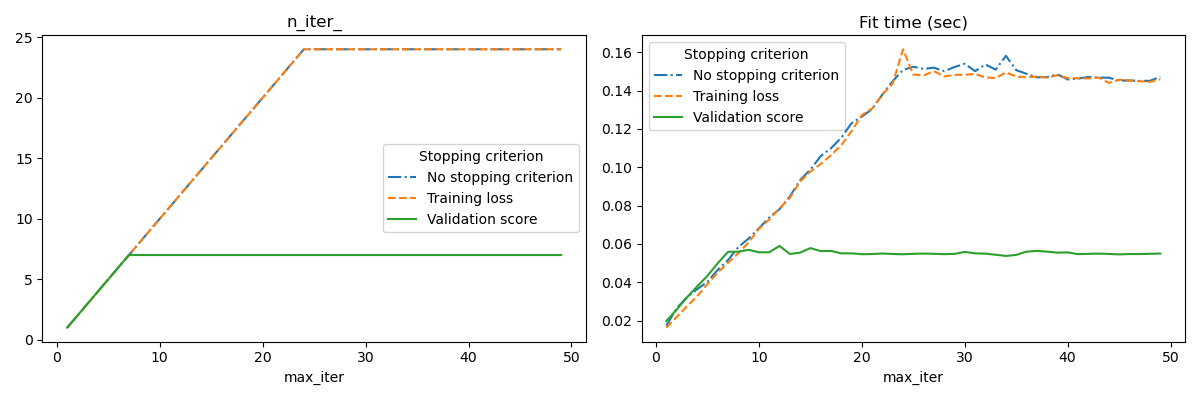 n_iter_
25
20
15
10
5
0
Stopping criterion
No stopping criterion
Training loss
Validation score
0 10 20 30 40 50
max_iter
Fit time (sec)
0.16
0.14
0.12
0.10
0.08
0.06
0.04
0.02
Stopping criterion
No stopping criterion
Training loss
Validation score
0 10 20 30 40 50
max_iter